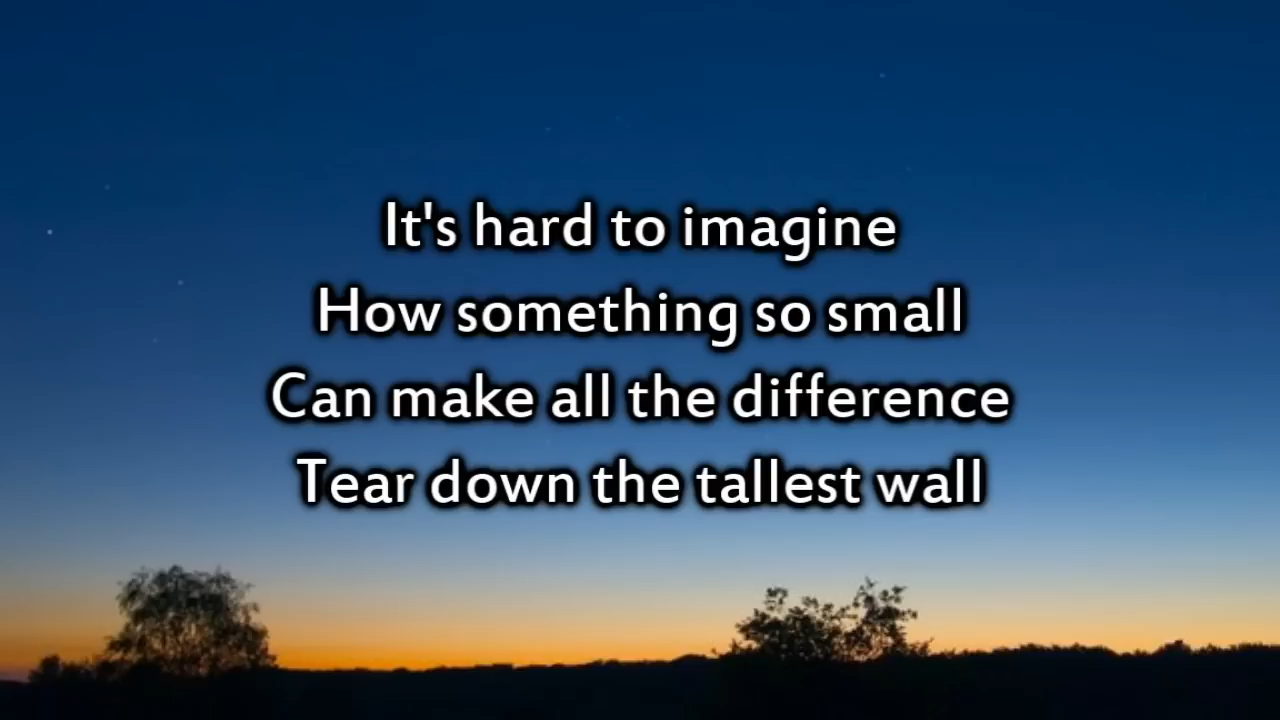 It's hard to imagine
How something so small
Can make all the difference
Tear down the tallest wall